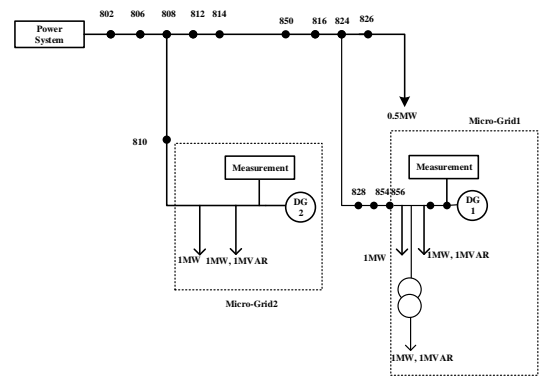 Power
System
802
806
808
812
814
850
816
824
826
0.5MW
Micro-Grid1
810
Measurement
Measurement
DG
2
828
854
856
DG
1
1MW
1MW, 1MVAR
1MW
1MW, 1MVAR
Micro-Grid2
1MW, 1MVAR